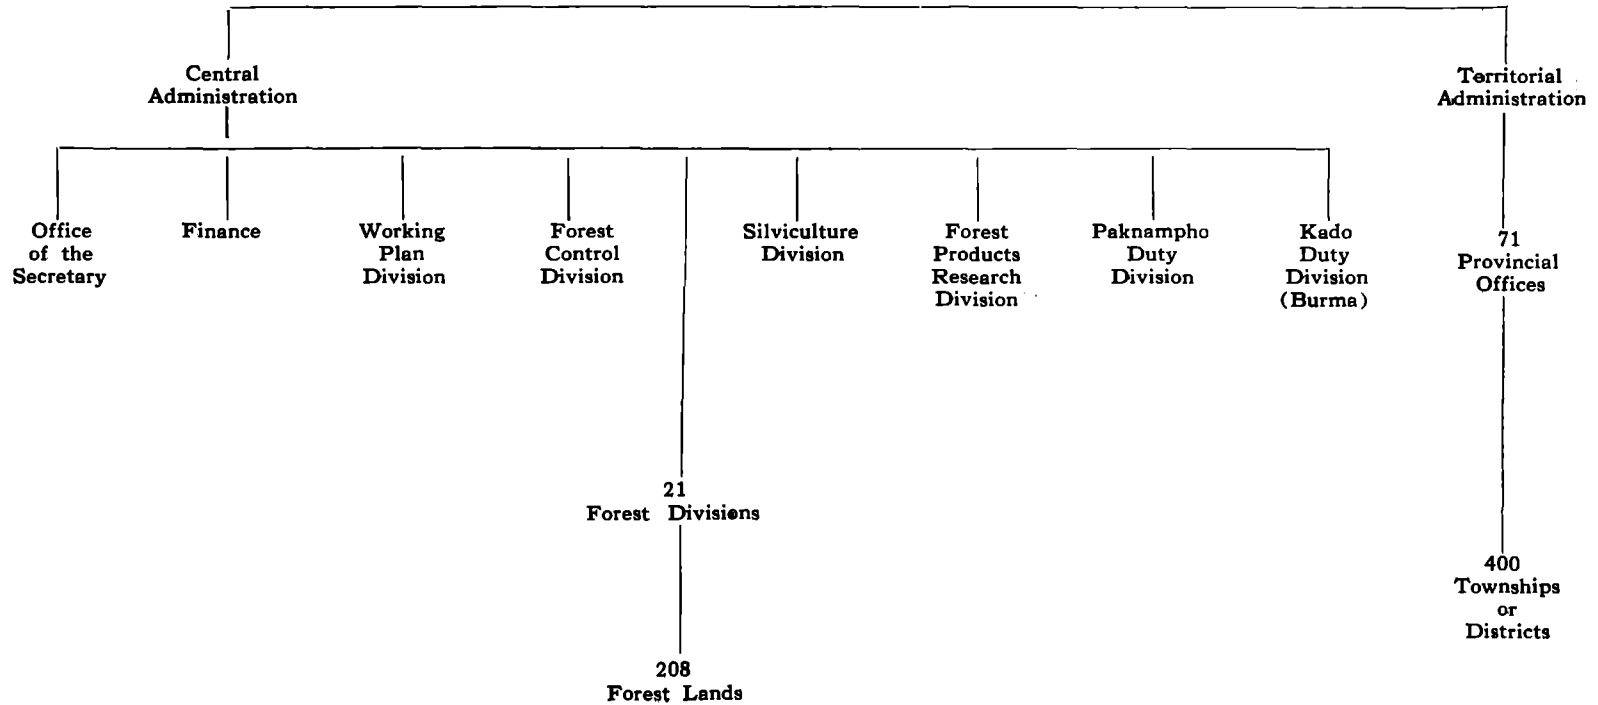 Central
Administration
Territorial
Administration
Office
of the
Secretary
Finance
Working
Plan
Division
Forest
Control
Division
Silviculture
Division
Forest
Products
Research
Division
Paknampho
Duty
Division
Kado
Duty
Division
(Burma)
71
Provincial
Offices
21
Forest Divisions
400
Townships
or
Districts
208
Forest Lands